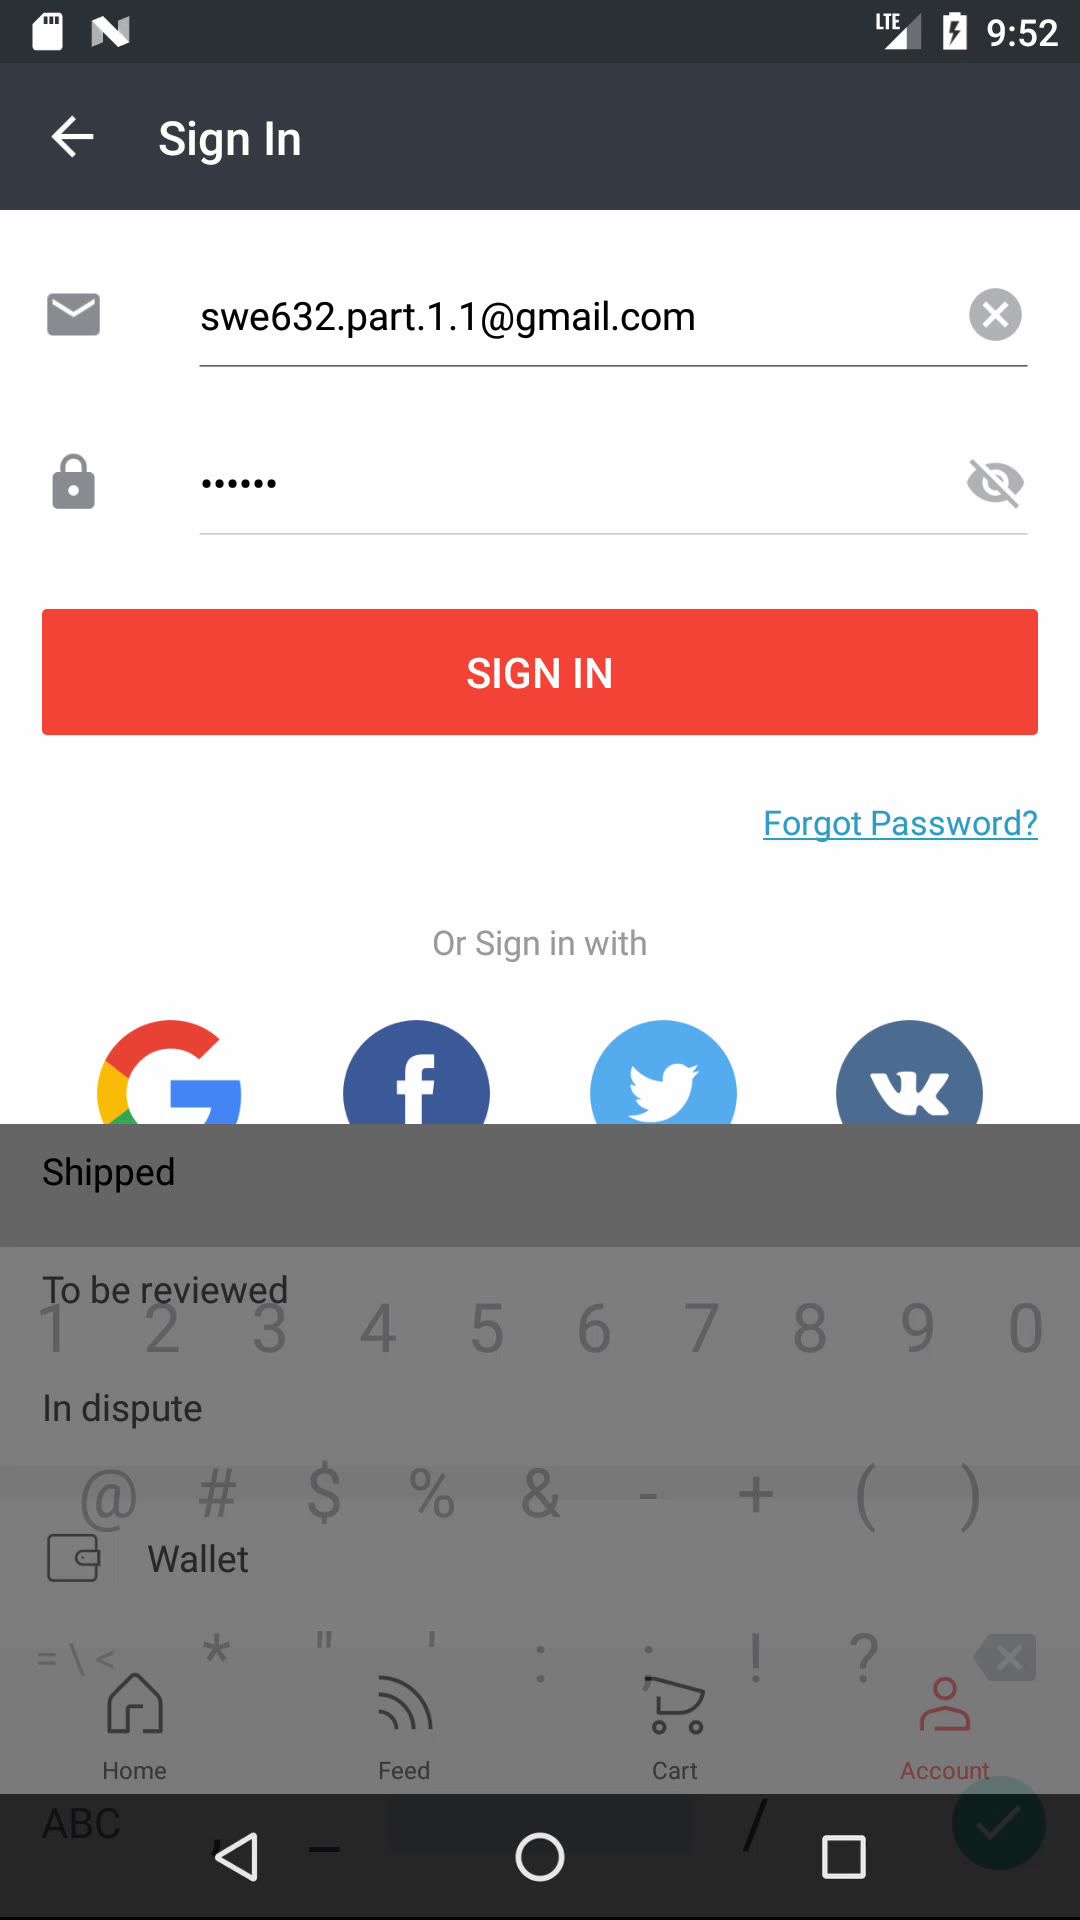 LTE 9:52
Sign In
swe632.part.1.1@gmail.com
••••••
SIGN IN
Forgot Password?
Or Sign in with
Shipped
To be reviewed
1 2 3 4 5 6 7 8 9 0
In dispute
@ # $ % & - + ( )
Wallet
= \ < * " ' : ; ! ?
Home Feed Cart Account
ABC , _ /